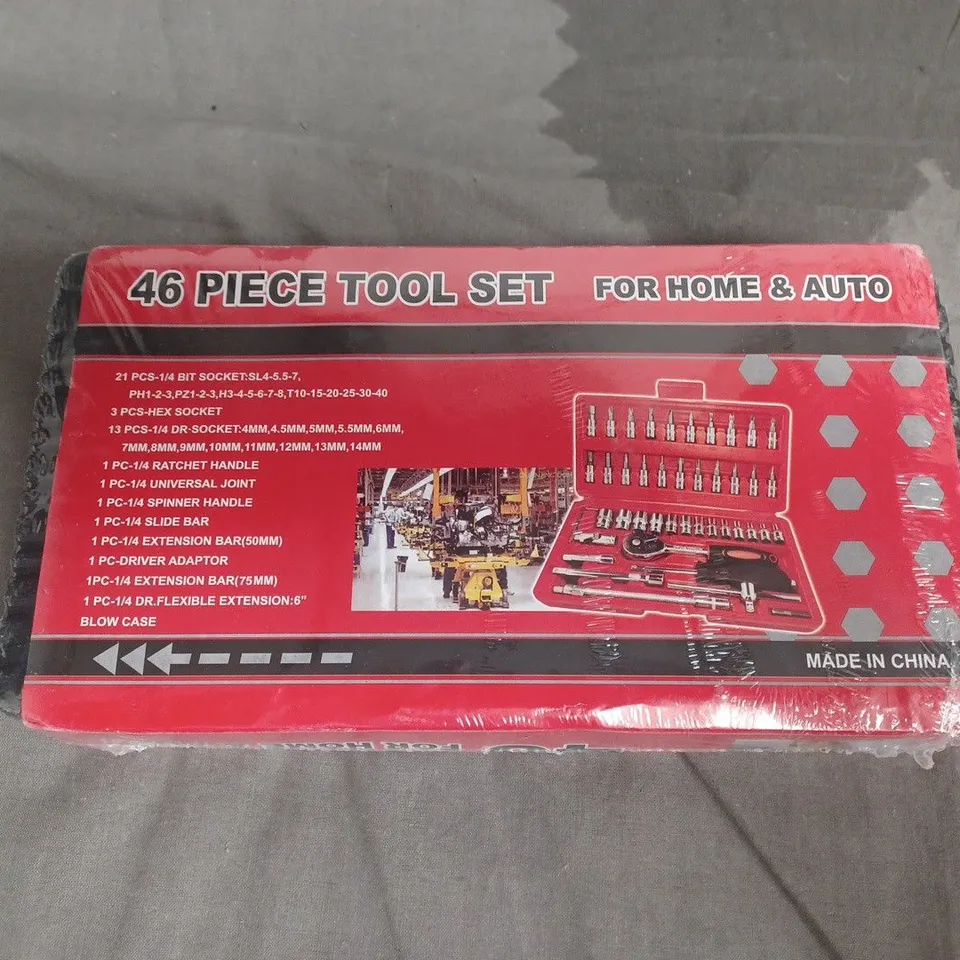 46 PIECE TOOL SET FOR HOME & AUTO
21 PCS-1/4 BIT SOCKET:SL4-5.5-7,
PH1-2-3,PZ1-2-3,H3-4-5-6-7-8,T10-15-20-25-30-40
3 PCS-HEX SOCKET
13 PCS-1/4 DR·SOCKET:4MM,4.5MM,5MM,5.5MM,6MM,
7MM,8MM,9MM,10MM,11MM,12MM,13MM,14MM
1 PC-1/4 RATCHET HANDLE
1 PC-1/4 UNIVERSAL JOINT
1 PC-1/4 SPINNER HANDLE
1 PC-1/4 SLIDE BAR
1 PC-1/4 EXTENSION BAR(50MM)
1 PC-DRIVER ADAPTOR
1PC-1/4 EXTENSION BAR(75MM)
1 PC-1/4 DR.FLEXIBLE EXTENSION:6"
BLOW CASE
MADE IN CHINA
FOR HOME